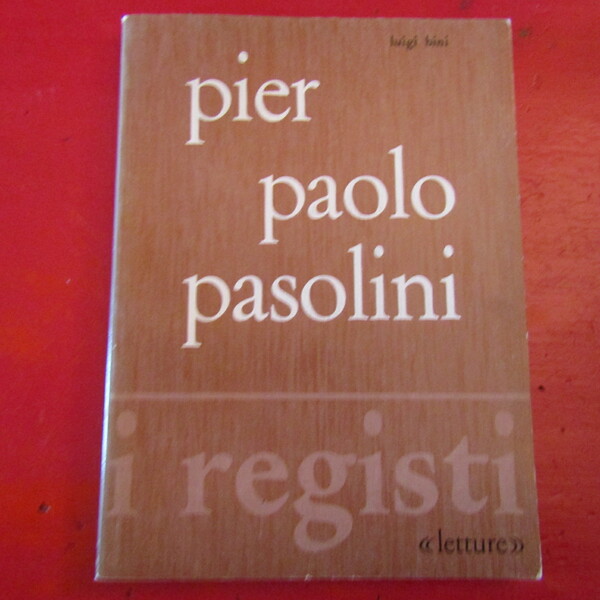 luigi bini
pier
paolo
pasolini
i registi
«letture»